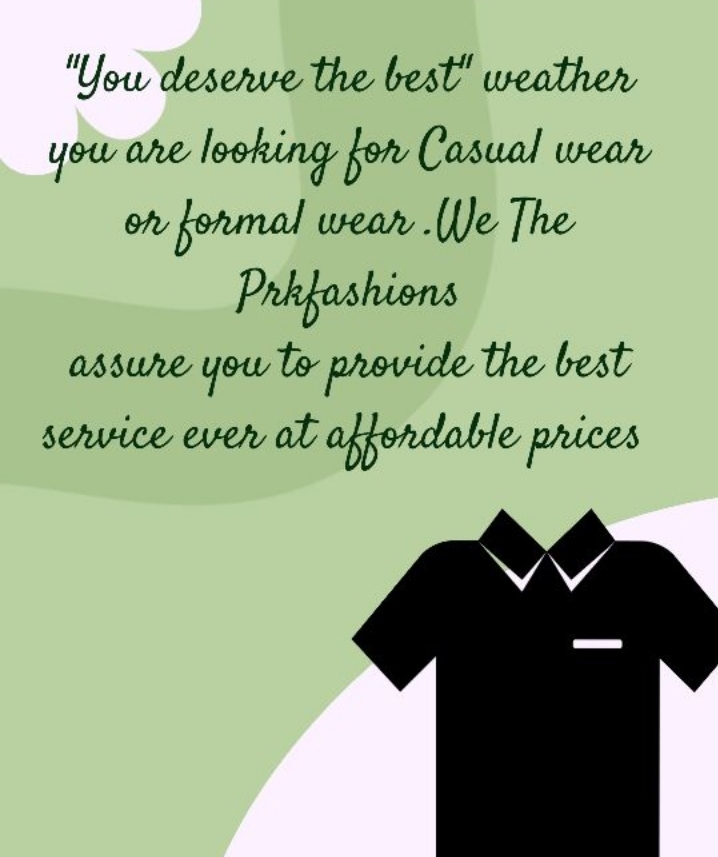 "You deserve the best" weather
you are looking for Casual wear
or formal wear .We The
Prkfashions
assure you to provide the best
service ever at affordable prices